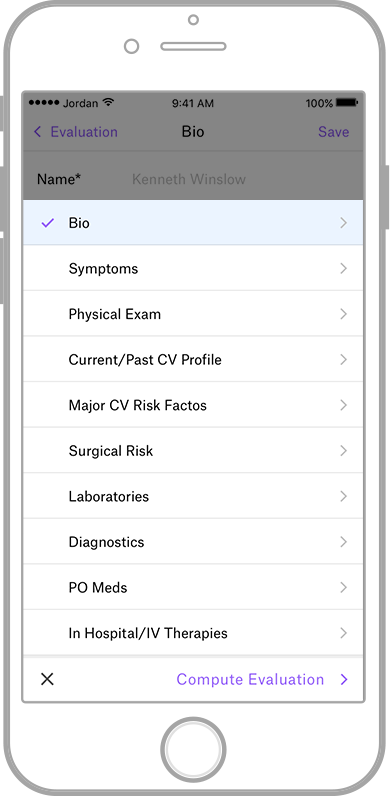 Jordan 9:41 AM 100%
Evaluation Bio Save
Name* Kenneth Winslow
Bio
Symptoms
Physical Exam
Current/Past CV Profile
Major CV Risk Factos
Surgical Risk
Laboratories
Diagnostics
PO Meds
In Hospital/IV Therapies
Compute Evaluation